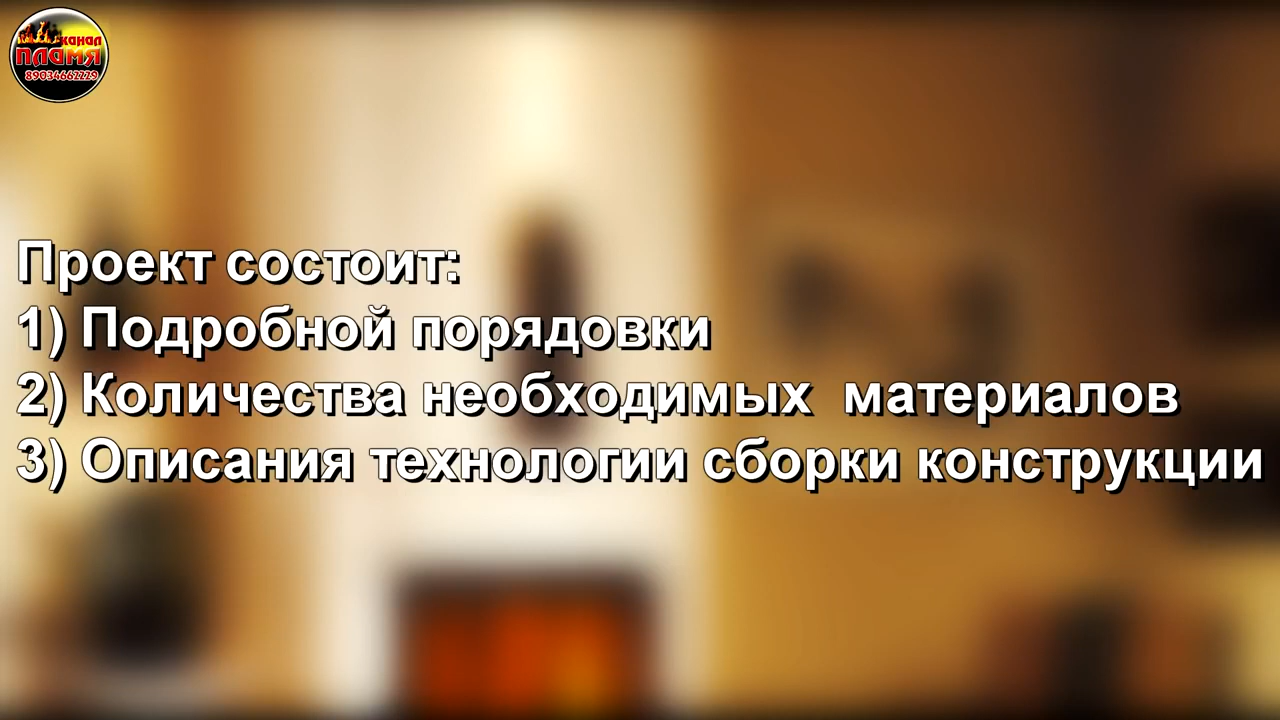 канал
пламя
89034662229
Проект состоит:
1) Подробной порядовки
2) Количества необходимых материалов
3) Описания технологии сборки конструкции